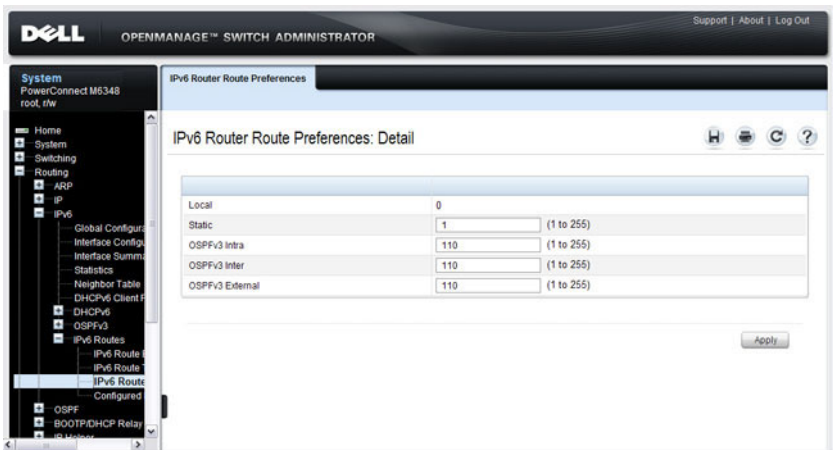 Support | About | Log Out
DELL
OPENMANAGE™ SWITCH ADMINISTRATOR
System
PowerConnect M6348
root, r/w
IPv6 Router Route Preferences
Home
System
Switching
Routing
ARP
IP
IPv6
Global Configura
Interface Configu
Interface Summa
Statistics
Neighbor Table
DHCPv6 Client
DHCPv6
OSPFv3
IPv6 Routes
IPv6 Route
IPv6 Route
IPv6 Route
Configured
OSPF
BOOTP/DHCP Relay
IP Helper
IPv6 Router Route Preferences: Detail
Local 0
Static 1 (1 to 255)
OSPFv3 Intra 110 (1 to 255)
OSPFv3 Inter 110 (1 to 255)
OSPFv3 External 110 (1 to 255)
Apply